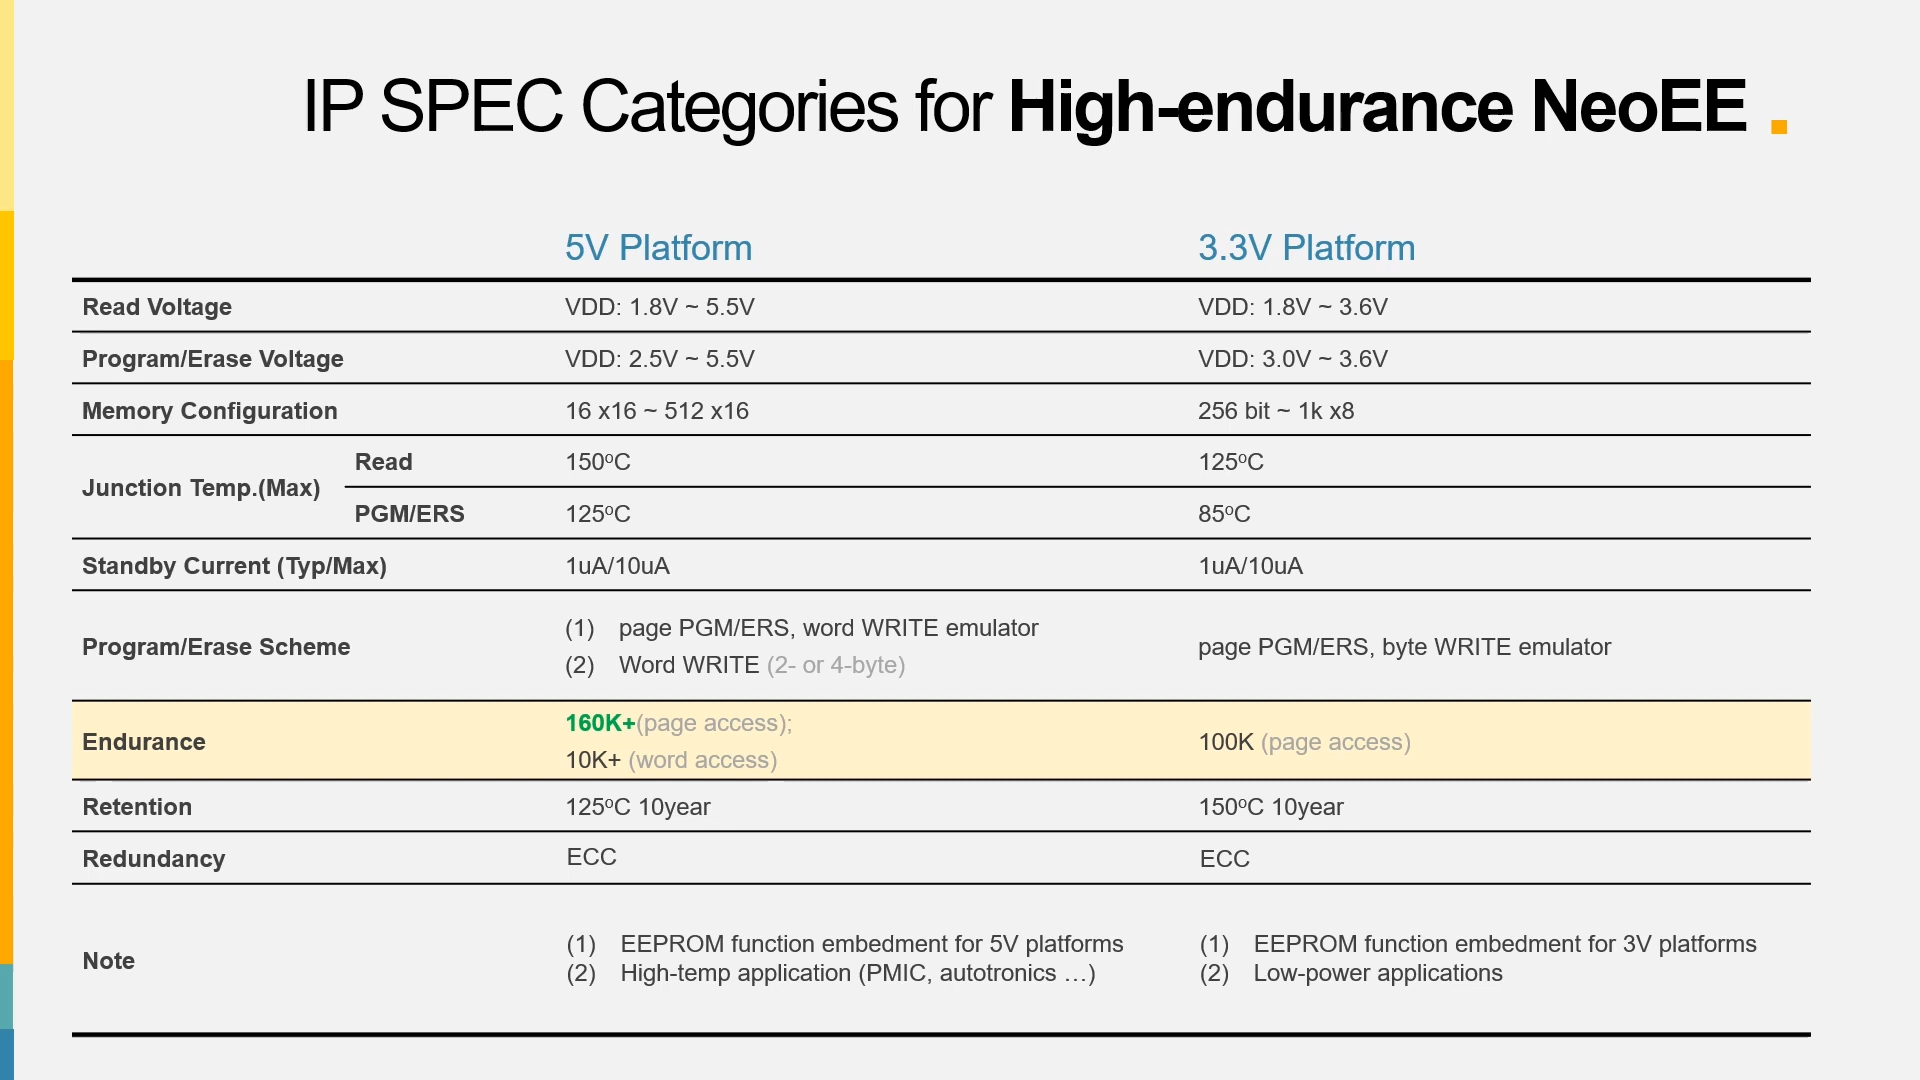 IP SPEC Categories for High-endurance NeoEE .
5V Platform 3.3V Platform
Read Voltage VDD: 1.8V ~ 5.5V VDD: 1.8V ~ 3.6V
Program/Erase Voltage VDD: 2.5V ~ 5.5V VDD: 3.0V ~ 3.6V
Memory Configuration 16 x16 ~ 512 x16 256 bit ~ 1k x8
Junction Temp.(Max)
Read 150ºC 125ºC
PGM/ERS 125ºC 85ºC
Standby Current (Typ/Max) 1uA/10uA 1uA/10uA
Program/Erase Scheme
(1) page PGM/ERS, word WRITE emulator
(2) Word WRITE (2- or 4-byte)
page PGM/ERS, byte WRITE emulator
Endurance
160K+(page access);
10K+ (word access)
100K (page access)
Retention 125ºC 10year 150ºC 10year
Redundancy ECC ECC
Note
(1) EEPROM function embedment for 5V platforms
(2) High-temp application (PMIC, autotronics …)
(1) EEPROM function embedment for 3V platforms
(2) Low-power applications